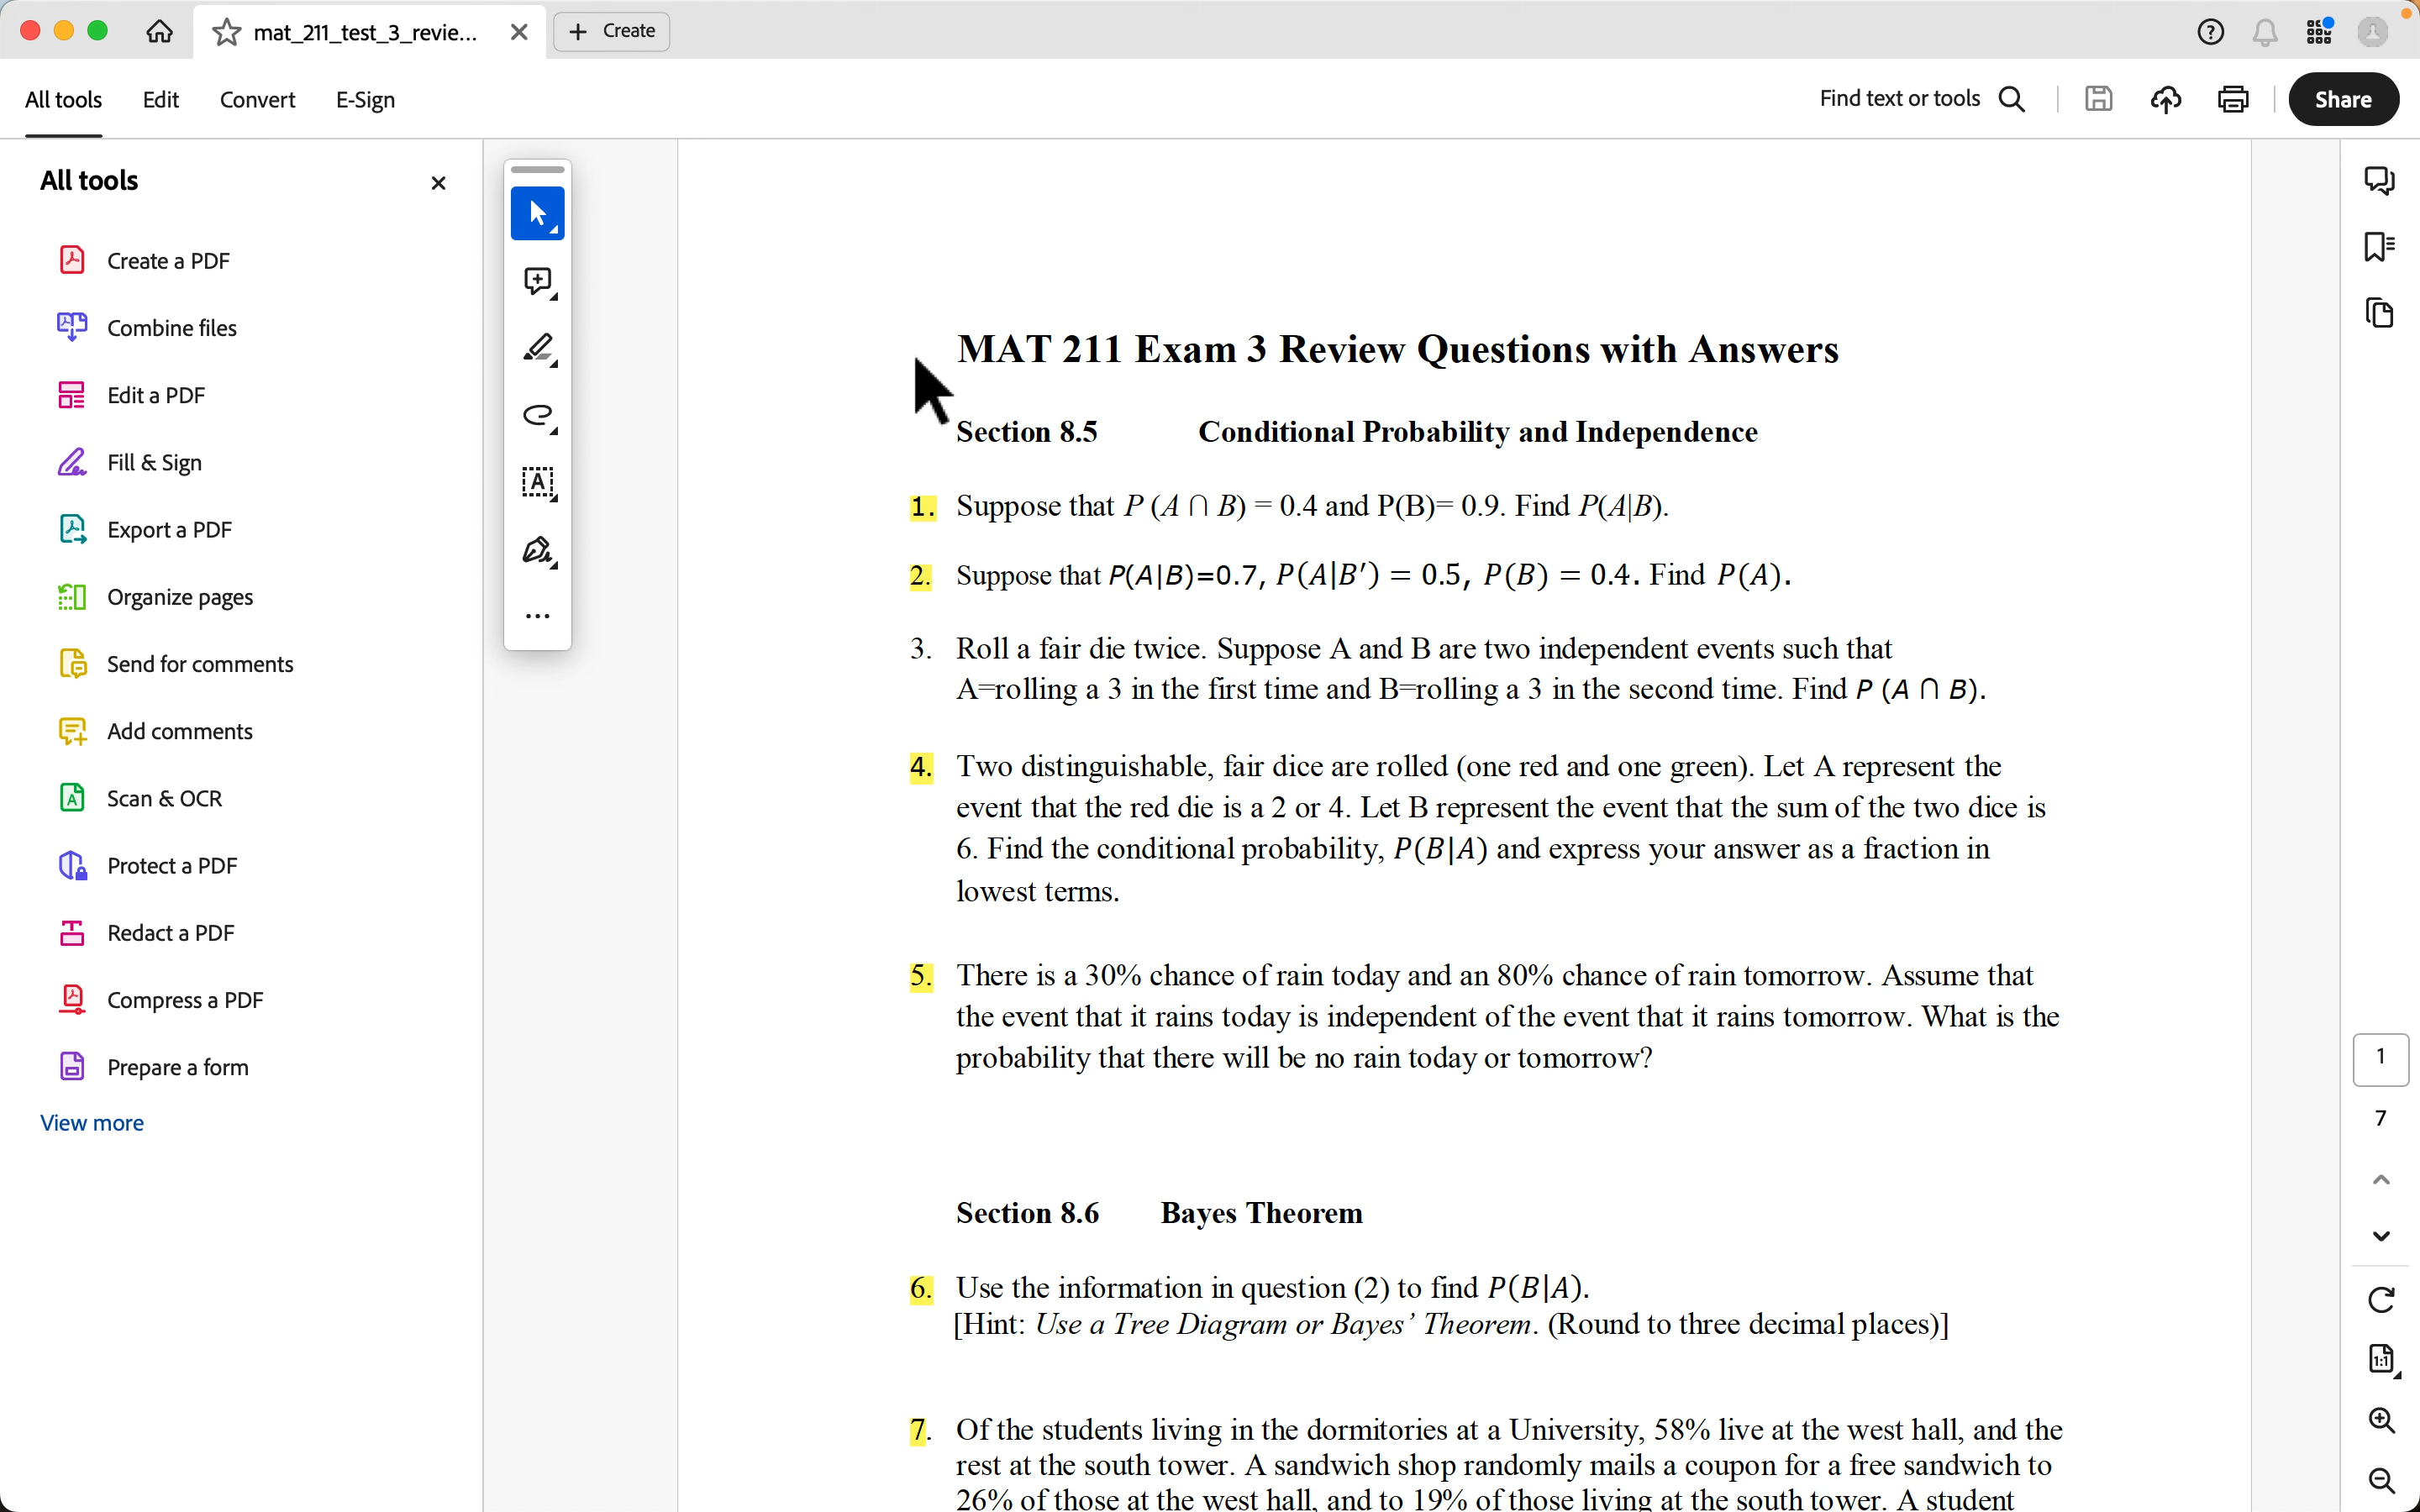 mat_211_test_3_revie...
Create
All tools
Edit
Convert
E-Sign
Find text or tools
Share
All tools
Create a PDF
Combine files
Edit a PDF
Fill & Sign
Export a PDF
Organize pages
Send for comments
Add comments
Scan & OCR
Protect a PDF
Redact a PDF
Compress a PDF
Prepare a form
View more
MAT 211 Exam 3 Review Questions with Answers
Section 8.5 Conditional Probability and Independence
1. Suppose that P (A ∩ B) = 0.4 and P(B)= 0.9. Find P(A|B).
2. Suppose that P(A|B)=0.7, P(A|B′) = 0.5, P(B) = 0.4. Find P(A).
3. Roll a fair die twice. Suppose A and B are two independent events such that
A=rolling a 3 in the first time and B=rolling a 3 in the second time. Find P (A ∩ B).
4. Two distinguishable, fair dice are rolled (one red and one green). Let A represent the
event that the red die is a 2 or 4. Let B represent the event that the sum of the two dice is
6. Find the conditional probability, P(B|A) and express your answer as a fraction in
lowest terms.
5. There is a 30% chance of rain today and an 80% chance of rain tomorrow. Assume that
the event that it rains today is independent of the event that it rains tomorrow. What is the
probability that there will be no rain today or tomorrow?
Section 8.6 Bayes Theorem
6. Use the information in question (2) to find P(B|A).
[Hint: Use a Tree Diagram or Bayes’ Theorem. (Round to three decimal places)]
7. Of the students living in the dormitories at a University, 58% live at the west hall, and the
rest at the south tower. A sandwich shop randomly mails a coupon for a free sandwich to
26% of those at the west hall, and to 19% of those living at the south tower. A student
1
7